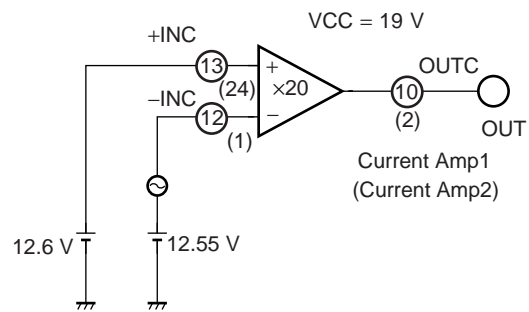 VCC = 19 V
+INC
13
(24)
+
×20
−
OUTC
10
(2)
OUT
−INC
12
(1)
Current Amp1
(Current Amp2)
12.6 V
12.55 V